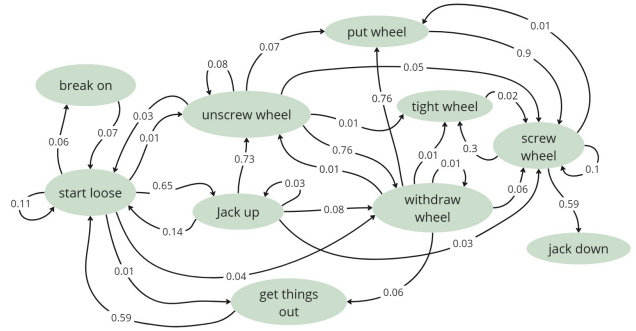 0.01
put wheel
0.07
0.9
0.08
0.05
break on
0.02
0.76
tight wheel
0.03
unscrew wheel
0.01
0.07
0.01
screw
wheel
0.06
0.76
0.01
0.3
0.73
0.01
0.01
0.1
start loose
0.65
0.03
0.06
0.11
Jack up
0.08
withdraw
wheel
0.59
0.14
0.03
jack down
0.01
0.04
get things
out
0.06
0.59